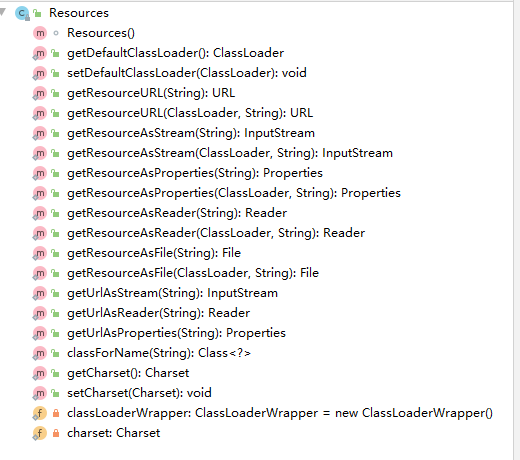 Resources
Resources()
getDefaultClassLoader(): ClassLoader
setDefaultClassLoader(ClassLoader): void
getResourceURL(String): URL
getResourceURL(ClassLoader, String): URL
getResourceAsStream(String): InputStream
getResourceAsStream(ClassLoader, String): InputStream
getResourceAsProperties(String): Properties
getResourceAsProperties(ClassLoader, String): Properties
getResourceAsReader(String): Reader
getResourceAsReader(ClassLoader, String): Reader
getResourceAsFile(String): File
getResourceAsFile(ClassLoader, String): File
getUrlAsStream(String): InputStream
getUrlAsReader(String): Reader
getUrlAsProperties(String): Properties
classForName(String): Class<?>
getCharset(): Charset
setCharset(Charset): void
classLoaderWrapper: ClassLoaderWrapper = new ClassLoaderWrapper()
charset: Charset